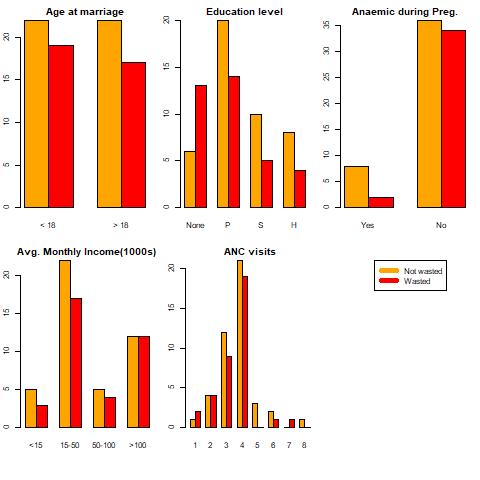 Age at marriage
0 5 10 15 20
< 18 > 18
Education level
0 5 10 15 20
None P S H
Anaemic during Preg.
0 5 10 15 20 25 30 35
Yes No
Avg. Monthly Income(1000s)
0 5 10 15 20
<15 15-50 50-100 >100
ANC visits
0 5 10 15 20
1 2 3 4 5 6 7 8
Not wasted
Wasted